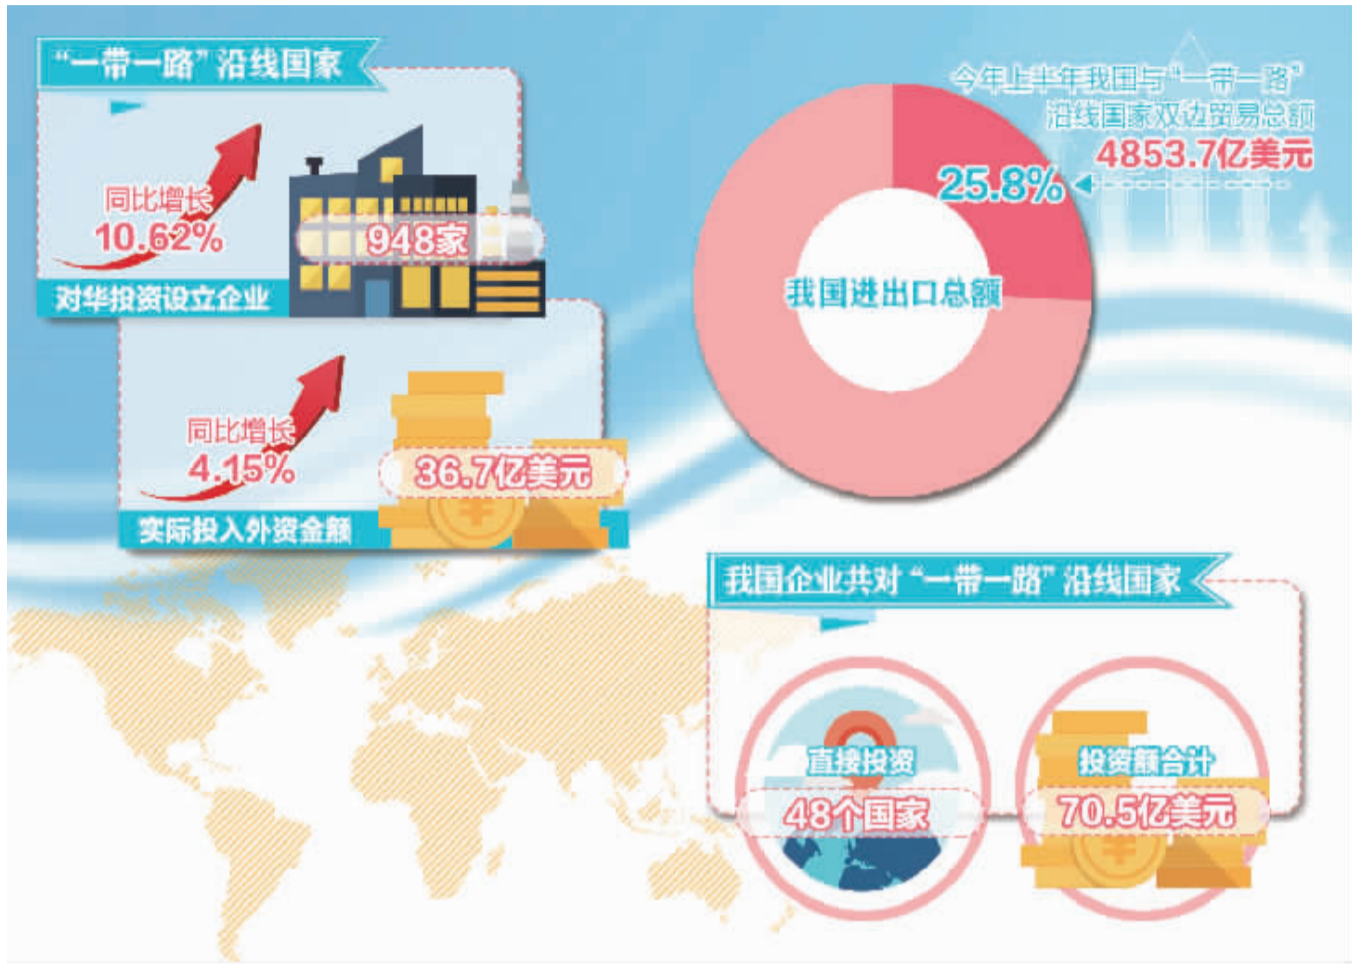 “一带一路”沿线国家
同比增长
10.62%
948家
对华投资设立企业
同比增长
4.15%
36.7亿美元
实际投入外资金额
今年上半年我国与“一带一路”
沿线国家双边贸易总额
4853.7亿美元
25.8%
我国进出口总额
我国企业共对“一带一路”沿线国家
直接投资
48个国家
投资额合计
70.5亿美元